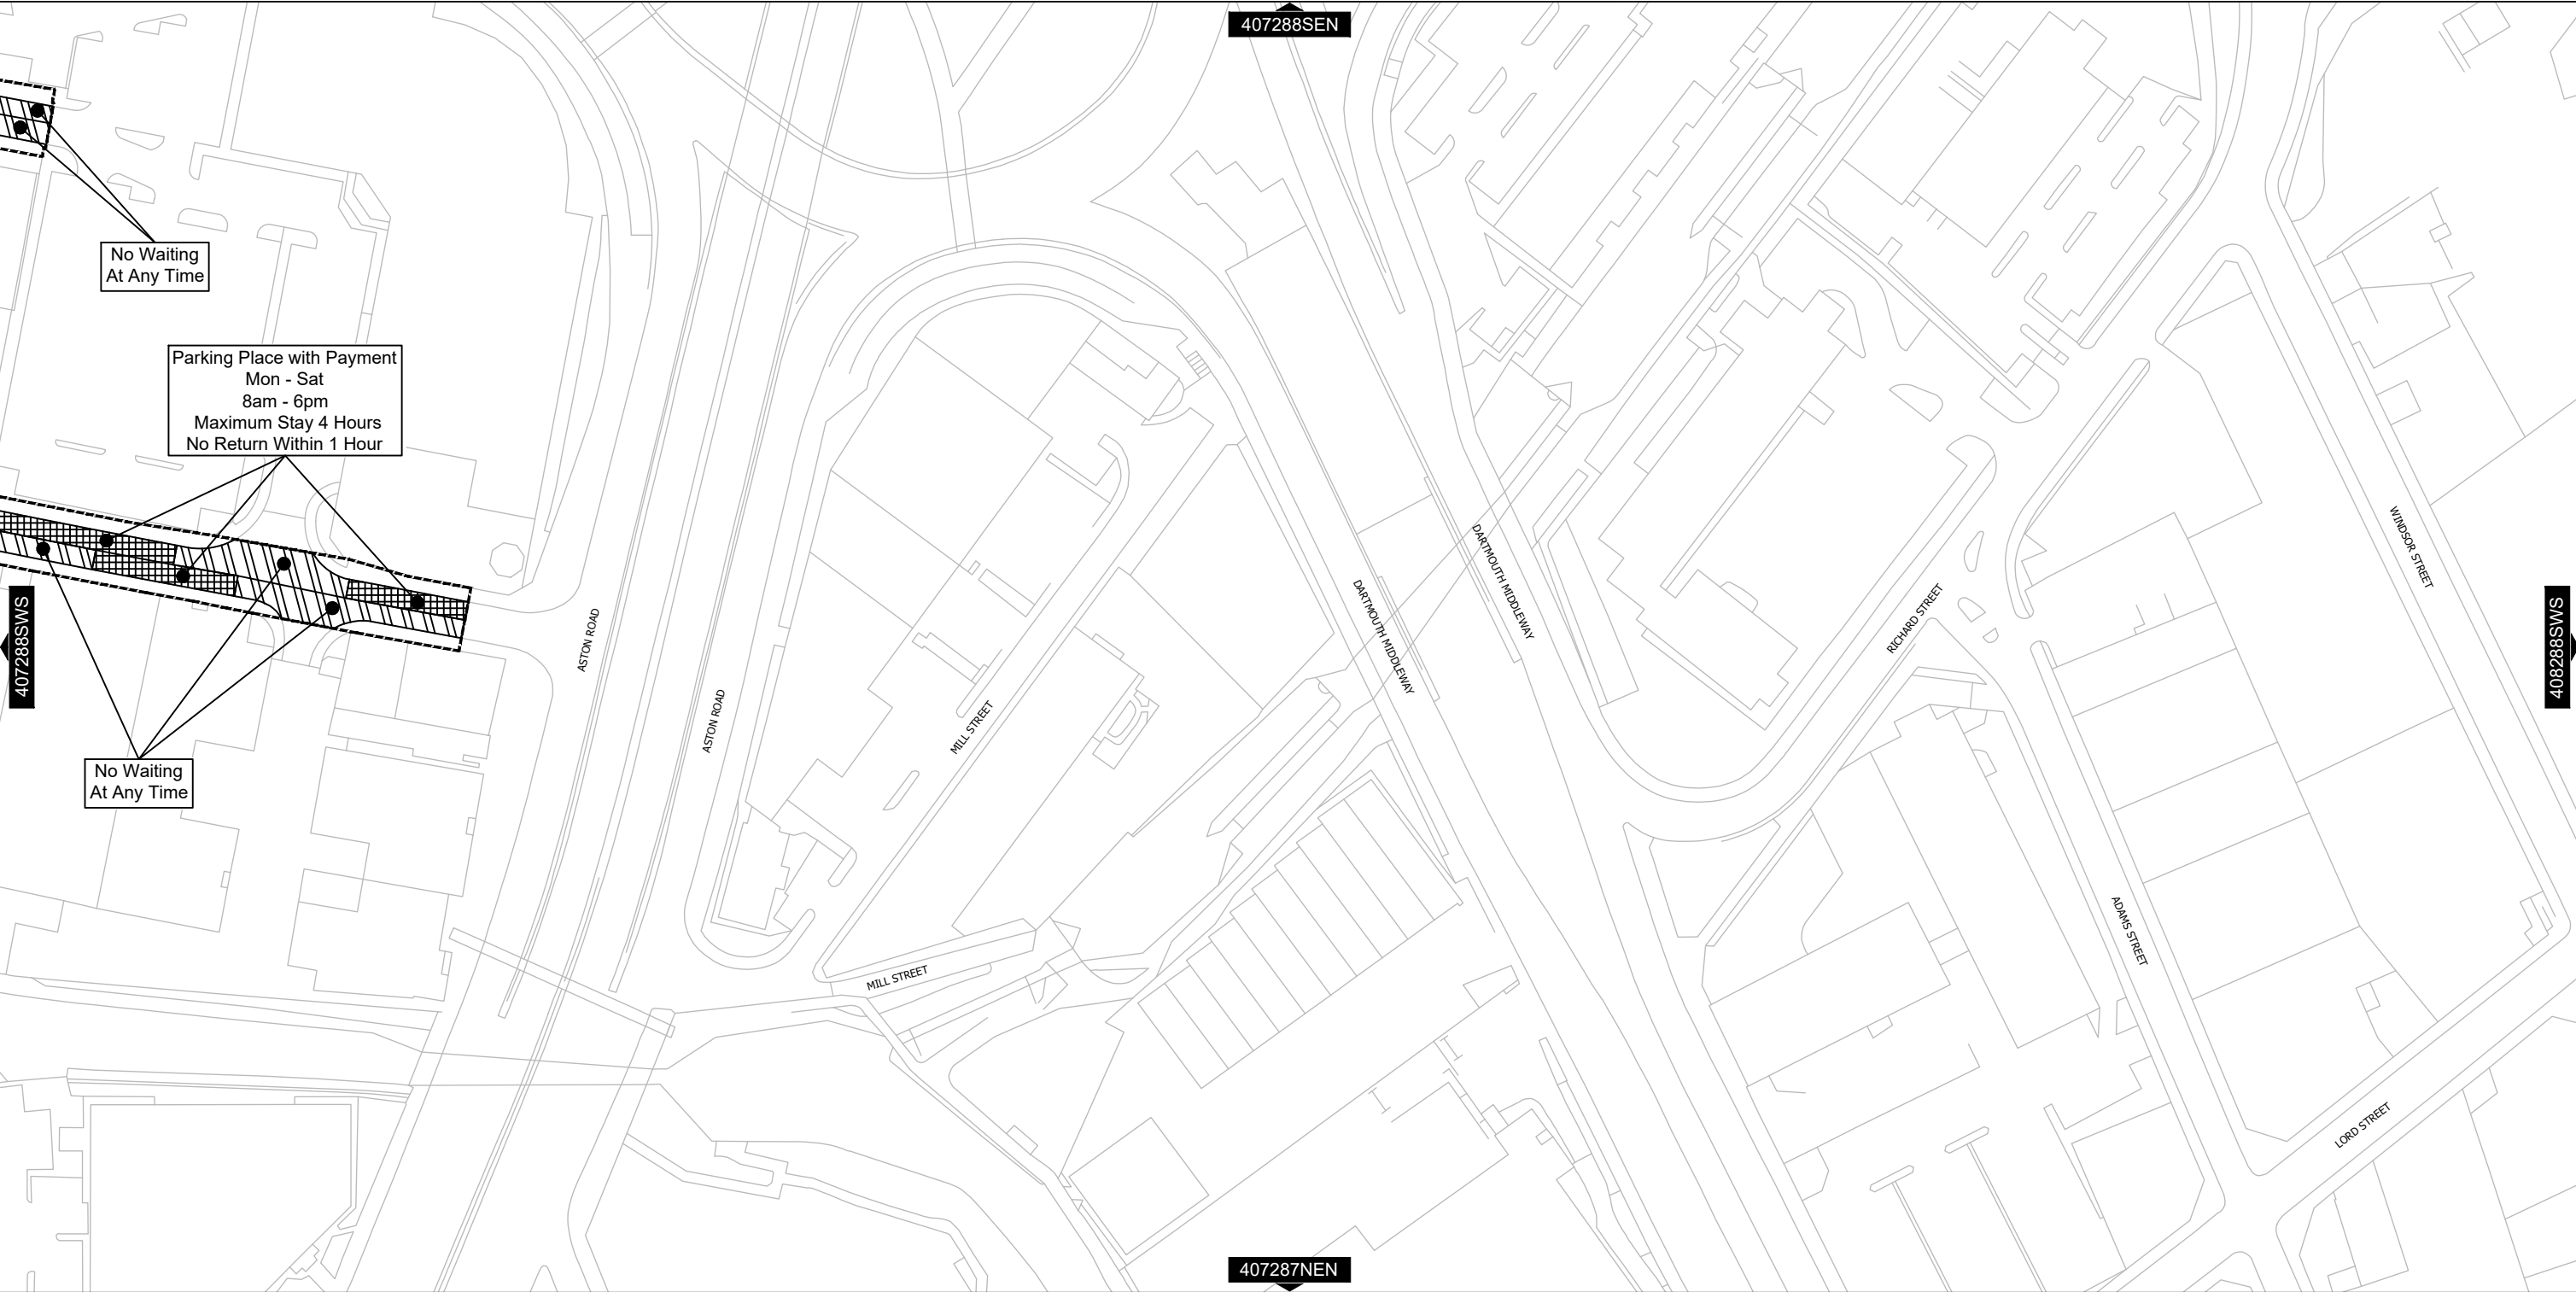 407288SEN
No Waiting
At Any Time
Parking Place with Payment
Mon - Sat
8am - 6pm
Maximum Stay 4 Hours
No Return Within 1 Hour
407288SWS
408288SWS
No Waiting
At Any Time
ASTON ROAD
ASTON ROAD
MILL STREET
MILL STREET
DARTMOUTH MIDDLEWAY
DARTMOUTH MIDDLEWAY
RICHARD STREET
WINDSOR STREET
ADAMS STREET
LORD STREET
407287NEN